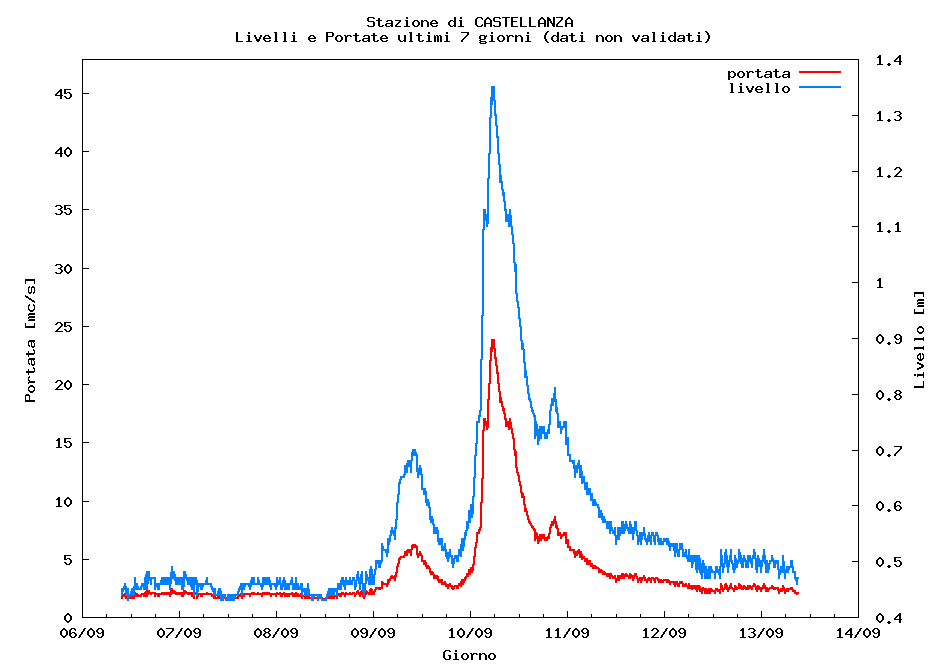 Stazione di CASTELLANZA
Livelli e Portate ultimi 7 giorni (dati non validati)
portata
livello
45
40
35
30
25
20
15
10
5
0
1.4
1.3
1.2
1.1
1
0.9
0.8
0.7
0.6
0.5
0.4
Portata [mc/s]
Livello [m]
06/09 07/09 08/09 09/09 10/09 11/09 12/09 13/09 14/09
Giorno